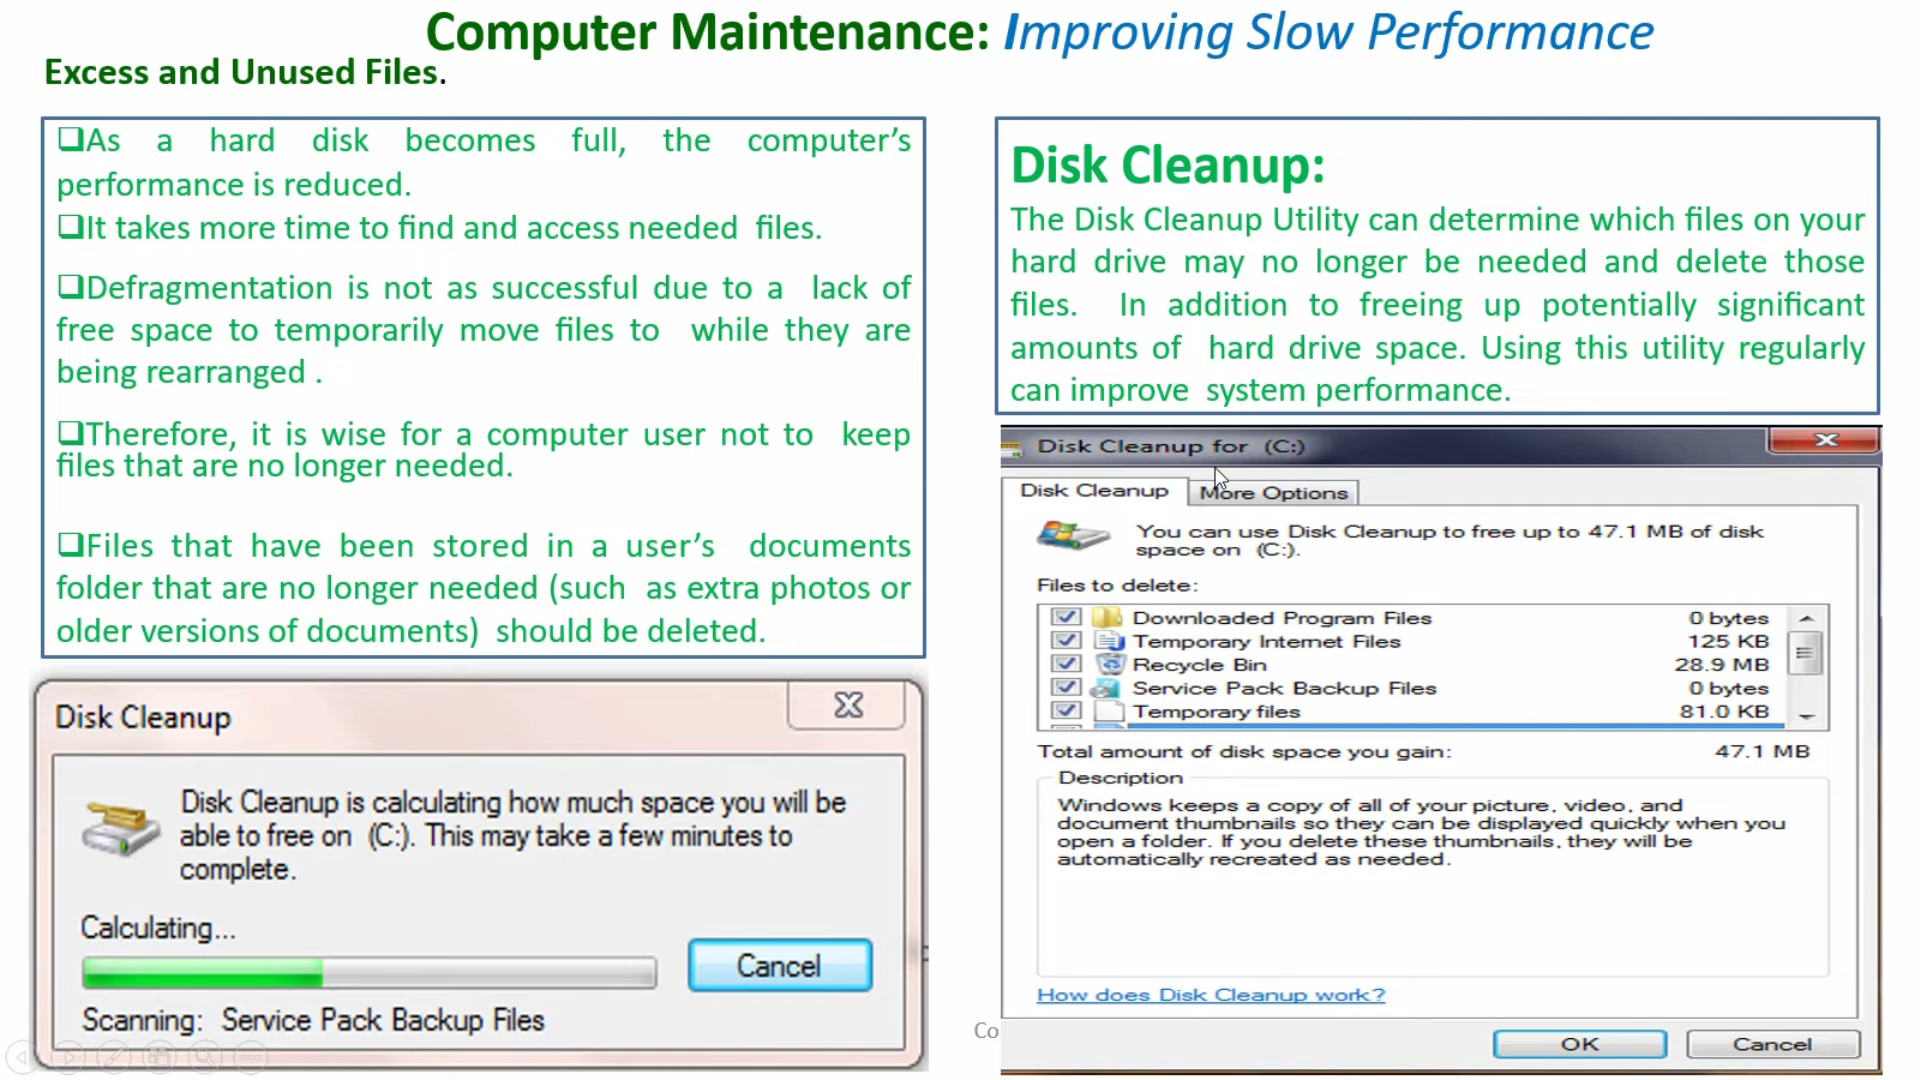 Computer Maintenance: Improving Slow Performance
Excess and Unused Files.
❑As a hard disk becomes full, the computer’s
performance is reduced.
❑It takes more time to find and access needed files.
❑Defragmentation is not as successful due to a lack of
free space to temporarily move files to while they are
being rearranged .
❑Therefore, it is wise for a computer user not to keep
files that are no longer needed.
❑Files that have been stored in a user’s documents
folder that are no longer needed (such as extra photos or
older versions of documents) should be deleted.
Disk Cleanup
Disk Cleanup is calculating how much space you will be
able to free on (C:). This may take a few minutes to
complete.
Calculating...
Cancel
Scanning: Service Pack Backup Files
Disk Cleanup:
The Disk Cleanup Utility can determine which files on your
hard drive may no longer be needed and delete those
files. In addition to freeing up potentially significant
amounts of hard drive space. Using this utility regularly
can improve system performance.
Disk Cleanup for (C:)
Disk Cleanup More Options
You can use Disk Cleanup to free up to 47.1 MB of disk
space on (C:).
Files to delete:
Downloaded Program Files 0 bytes
Temporary Internet Files 125 KB
Recycle Bin 28.9 MB
Service Pack Backup Files 0 bytes
Temporary files 81.0 KB
Total amount of disk space you gain: 47.1 MB
Description
Windows keeps a copy of all of your picture, video, and
document thumbnails so they can be displayed quickly when you
open a folder. If you delete these thumbnails, they will be
automatically recreated as needed.
How does Disk Cleanup work?
Co
OK Cancel